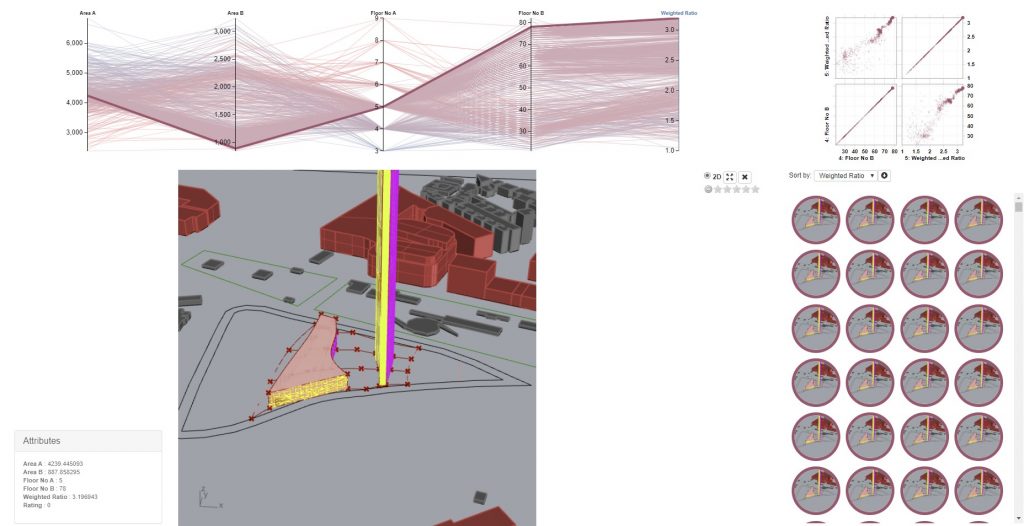 Area A
Area B
Floor No A
Floor No B
Weighted Ratio
6,000
5,000
4,000
3,000
3,000
2,500
2,000
1,500
1,000
9
8
7
6
5
4
3
80
70
60
50
40
30
3.0
2.5
2.0
1.5
1.0
5: Weighted ...ed Ratio
3
2
1
4: Floor No B
80
70
60
50
40
30
30 40 50 60 70 80
1 1.5 2 2.5 3
4: Floor No B
5: Weighted ...ed Ratio
2D
Sort by: Weighted Ratio
z
y
x
Attributes
Area A : 4239.445093
Area B : 887.858295
Floor No A : 5
Floor No B : 78
Weighted Ratio : 3.196943
Rating : 0